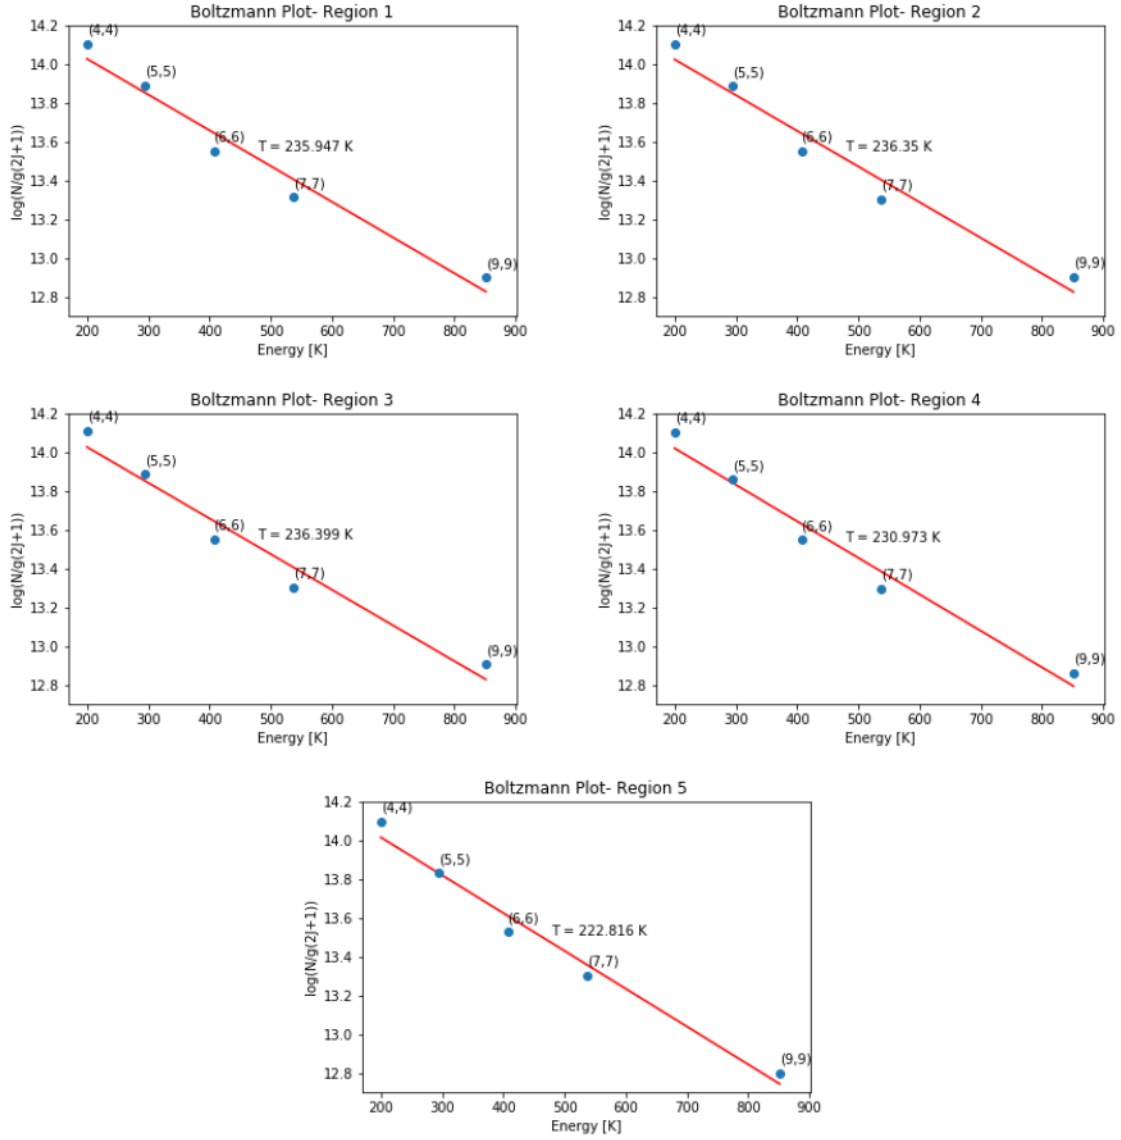 Boltzmann Plot- Region 1
log(N/g(2J+1))
14.2
14.0
13.8
13.6
13.4
13.2
13.0
12.8
(4,4)
(5,5)
(6,6)
T = 235.947 K
(7,7)
(9,9)
200 300 400 500 600 700 800 900
Energy [K]
Boltzmann Plot- Region 2
log(N/g(2J+1))
14.2
14.0
13.8
13.6
13.4
13.2
13.0
12.8
(4,4)
(5,5)
(6,6)
T = 236.35 K
(7,7)
(9,9)
200 300 400 500 600 700 800 900
Energy [K]
Boltzmann Plot- Region 3
log(N/g(2J+1))
14.2
14.0
13.8
13.6
13.4
13.2
13.0
12.8
(4,4)
(5,5)
(6,6)
T = 236.399 K
(7,7)
(9,9)
200 300 400 500 600 700 800 900
Energy [K]
Boltzmann Plot- Region 4
log(N/g(2J+1))
14.2
14.0
13.8
13.6
13.4
13.2
13.0
12.8
(4,4)
(5,5)
(6,6)
T = 230.973 K
(7,7)
(9,9)
200 300 400 500 600 700 800 900
Energy [K]
Boltzmann Plot- Region 5
log(N/g(2J+1))
14.2
14.0
13.8
13.6
13.4
13.2
13.0
12.8
(4,4)
(5,5)
(6,6)
T = 222.816 K
(7,7)
(9,9)
200 300 400 500 600 700 800 900
Energy [K]